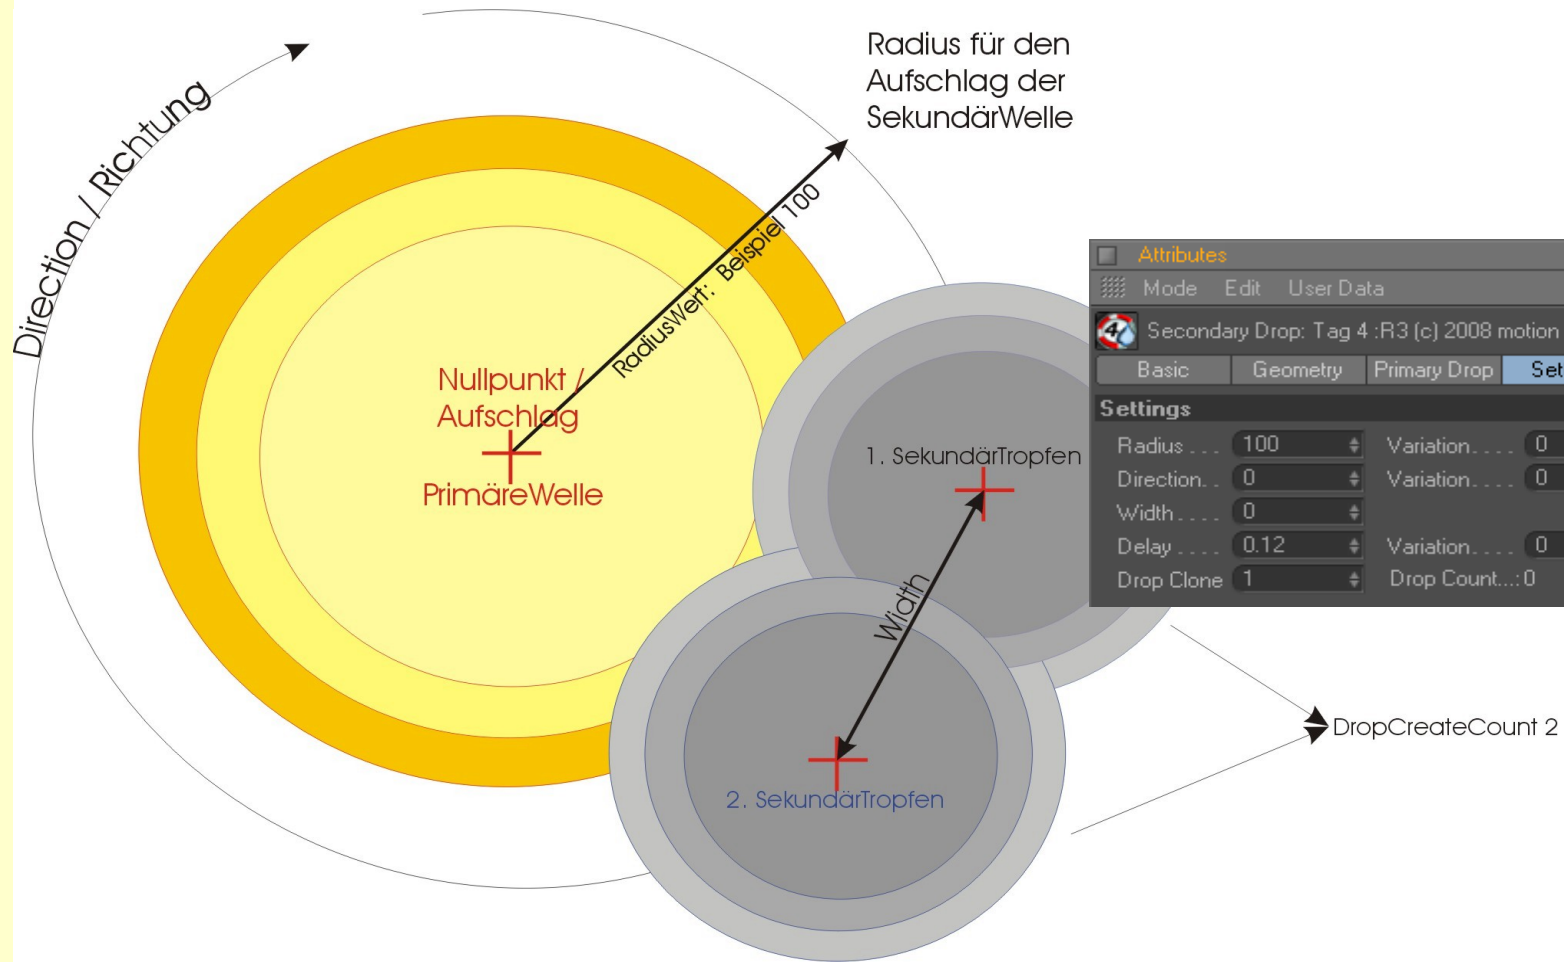 Radius für den
Aufschlag der
SekundärWelle
Direction / Richtung
RadiusWert: Beispiel 100
Nullpunkt /
Aufschlag
PrimäreWelle
1. SekundärTropfen
Width
2. SekundärTropfen
DropCreateCount 2
Attributes
Mode Edit User Data
Secondary Drop: Tag 4 :R3 (c) 2008 motion
Basic Geometry Primary Drop Set
Settings
Radius . . . 100 Variation. . . . 0
Direction. . 0 Variation. . . . 0
Width . . . . 0
Delay . . . . 0.12 Variation. . . . 0
Drop Clone 1 Drop Count...: 0